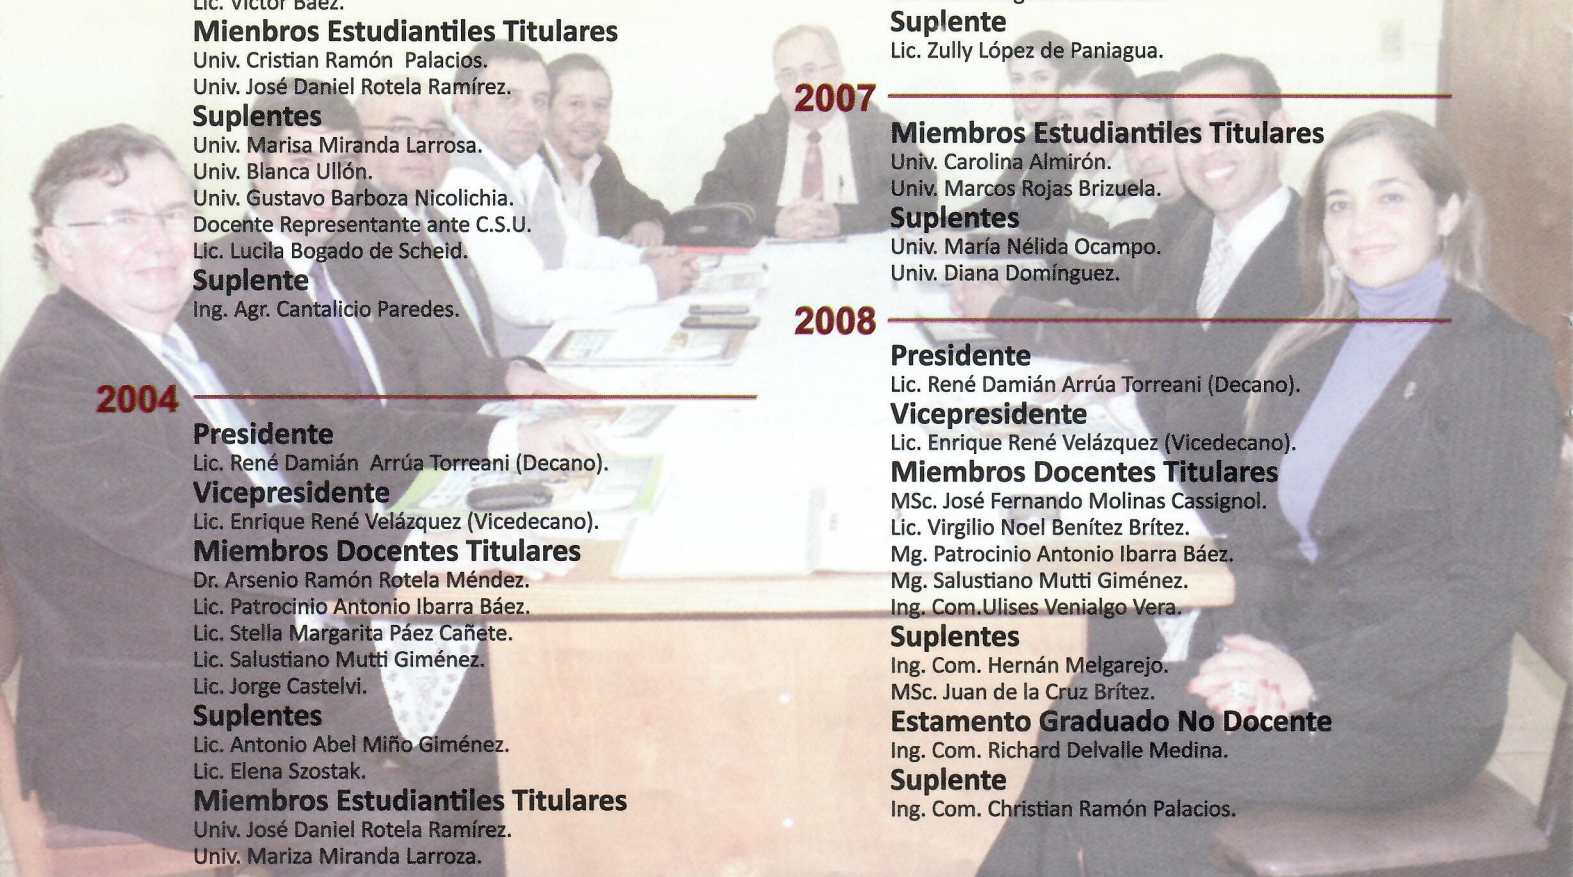 Lic. Víctor Báez.
Mienbros Estudiantiles Titulares
Univ. Cristian Ramón Palacios.
Univ. José Daniel Rotela Ramírez.
Suplentes
Univ. Marisa Miranda Larrosa.
Univ. Blanca Ullón.
Univ. Gustavo Barboza Nicolichia.
Docente Representante ante C.S.U.
Lic. Lucila Bogado de Scheid.
Suplente
Ing. Agr. Cantalicio Paredes.
2004
Presidente
Lic. René Damián Arrúa Torreani (Decano).
Vicepresidente
Lic. Enrique René Velázquez (Vicedecano).
Miembros Docentes Titulares
Dr. Arsenio Ramón Rotela Méndez.
Lic. Patrocinio Antonio Ibarra Báez.
Lic. Stella Margarita Páez Cañete.
Lic. Salustiano Mutti Giménez.
Lic. Jorge Castelvi.
Suplentes
Lic. Antonio Abel Miño Giménez.
Lic. Elena Szostak.
Miembros Estudiantiles Titulares
Univ. José Daniel Rotela Ramírez.
Univ. Mariza Miranda Larroza.
Suplente
Lic. Zully López de Paniagua.
2007
Miembros Estudiantiles Titulares
Univ. Carolina Almirón.
Univ. Marcos Rojas Brizuela.
Suplentes
Univ. María Nélida Ocampo.
Univ. Diana Domínguez.
2008
Presidente
Lic. René Damián Arrúa Torreani (Decano).
Vicepresidente
Lic. Enrique René Velázquez (Vicedecano).
Miembros Docentes Titulares
MSc. José Fernando Molinas Cassignol.
Lic. Virgilio Noel Benítez Brítez.
Mg. Patrocinio Antonio Ibarra Báez.
Mg. Salustiano Mutti Giménez.
Ing. Com.Ulises Venialgo Vera.
Suplentes
Ing. Com. Hernán Melgarejo.
MSc. Juan de la Cruz Brítez.
Estamento Graduado No Docente
Ing. Com. Richard Delvalle Medina.
Suplente
Ing. Com. Christian Ramón Palacios.